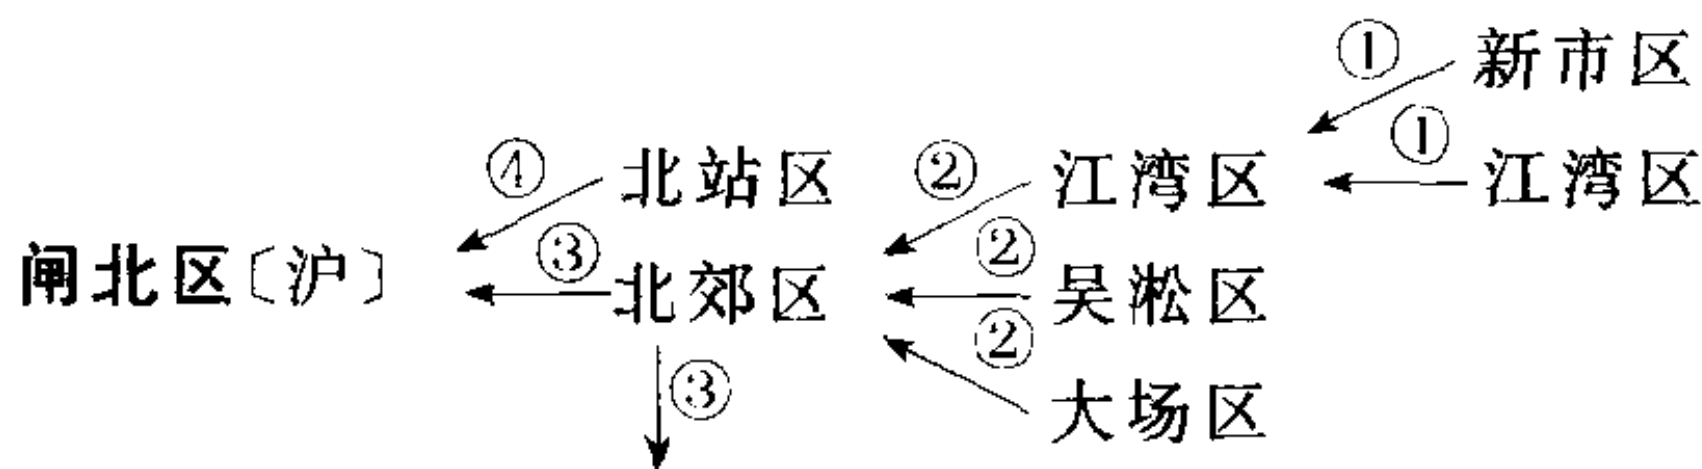 ① 新市区
④ 北站区 ② 江湾区 ① 江湾区
闸北区〔沪〕 ③ 北郊区 ② 吴淞区
③ ② 大场区